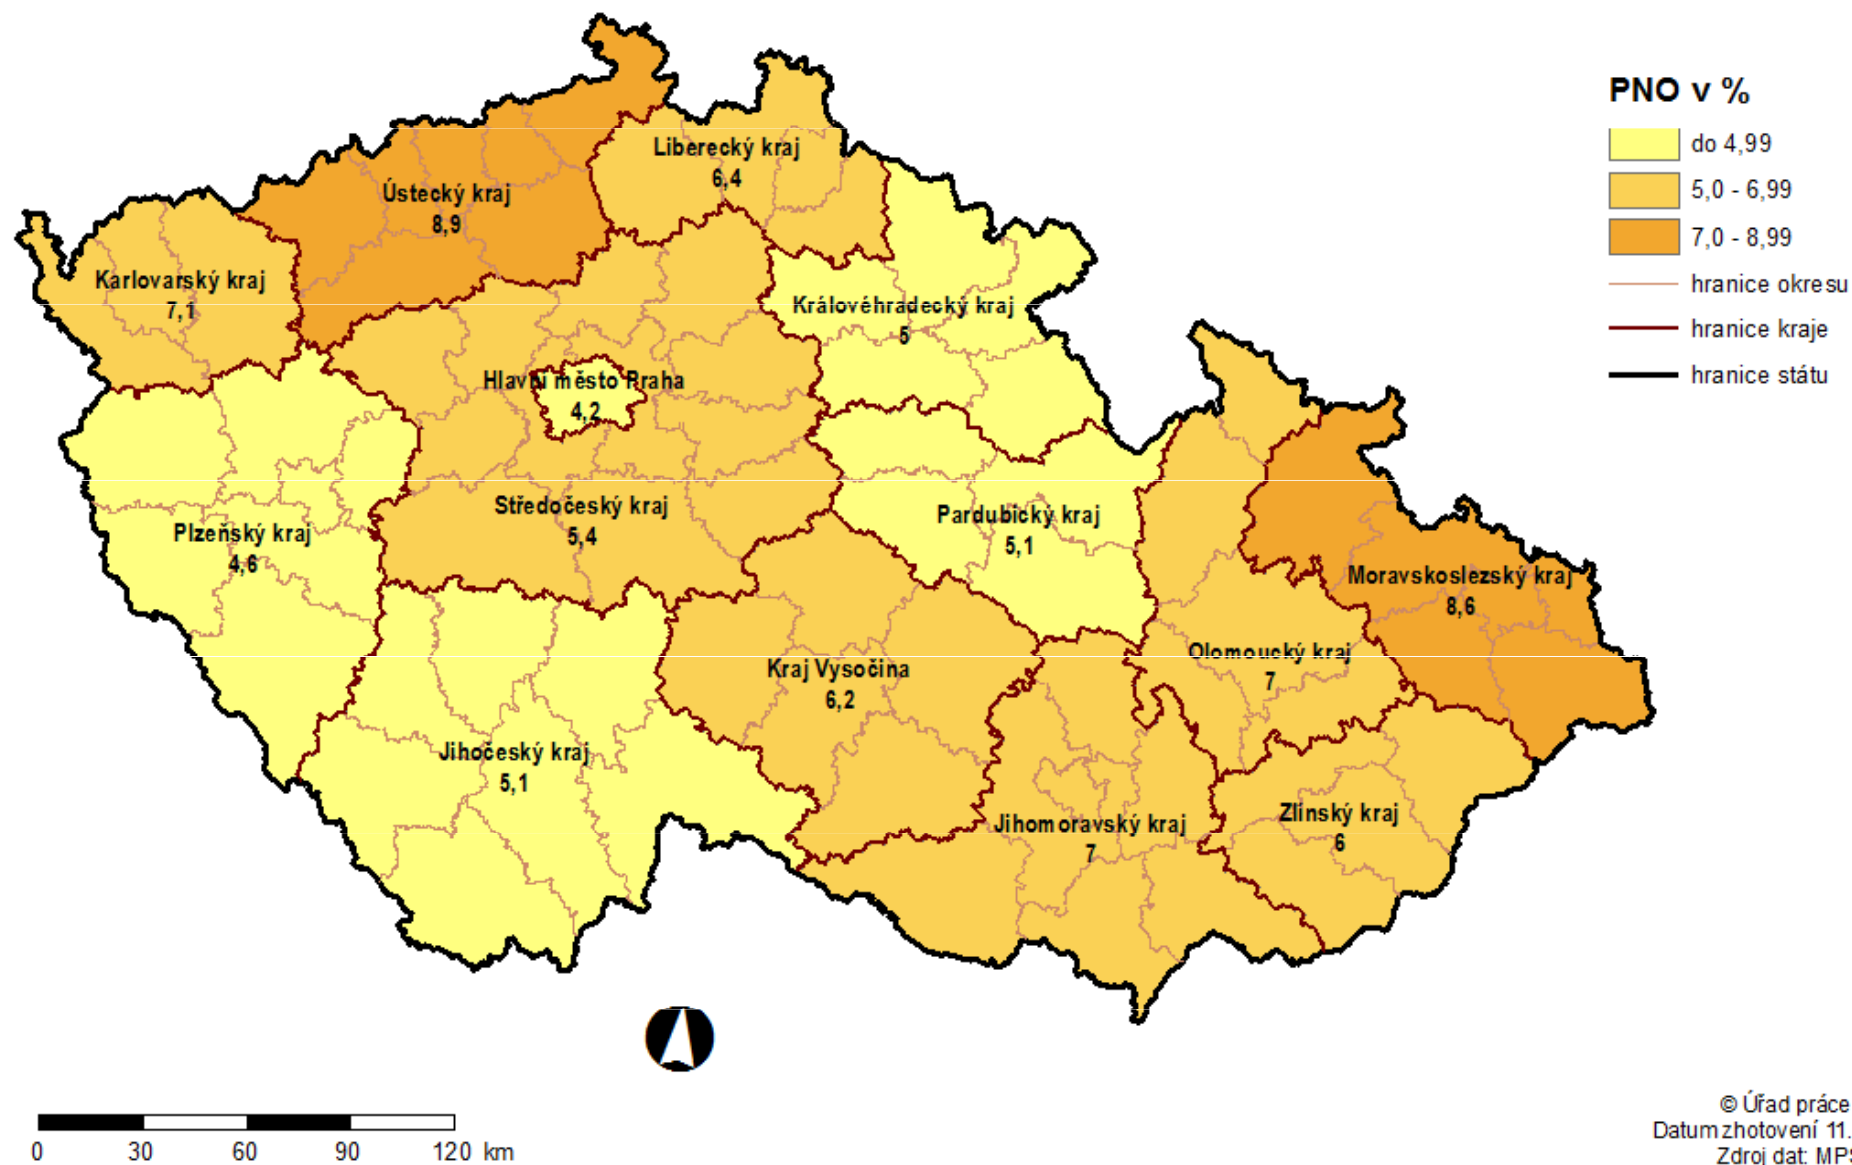 PNO v %
do 4,99
5,0 - 6,99
7,0 - 8,99
hranice okresu
hranice kraje
hranice státu
Liberecký kraj
6,4
Ústecký kraj
8,9
Karlovarský kraj
7,1
Královéhradecký kraj
5
Hlavní město Praha
4,2
Středočeský kraj
5,4
Pardubický kraj
5,1
Plzeňský kraj
4,6
Moravskoslezský kraj
8,6
Olomoucký kraj
7
Kraj Vysočina
6,2
Jihočeský kraj
5,1
Jihomoravský kraj
7
Zlínský kraj
6
0 30 60 90 120 km
© Úřad práce
Datum zhotovení 11.
Zdroj dat: MPS